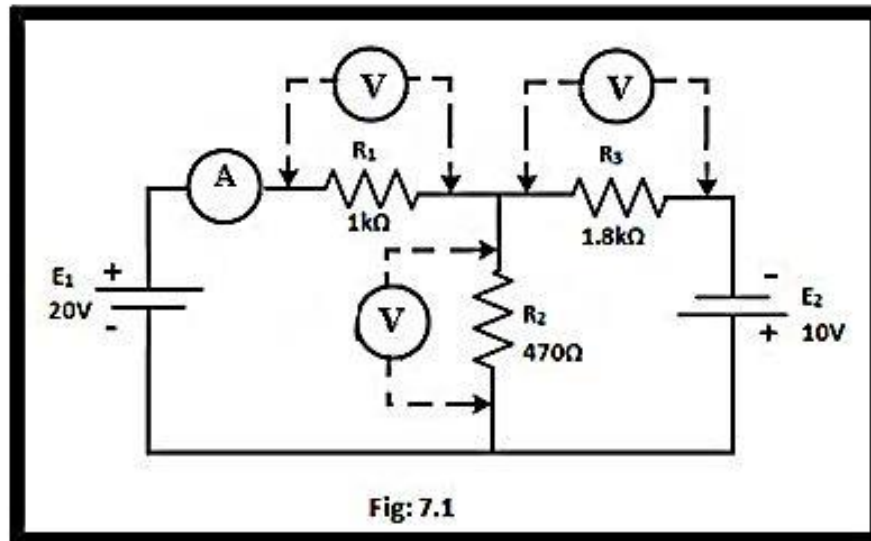 V
V
R₁
R₃
A
1kΩ
1.8kΩ
E₁ +
20V
-
V
R₂
470Ω
-
E₂
+ 10V
Fig: 7.1